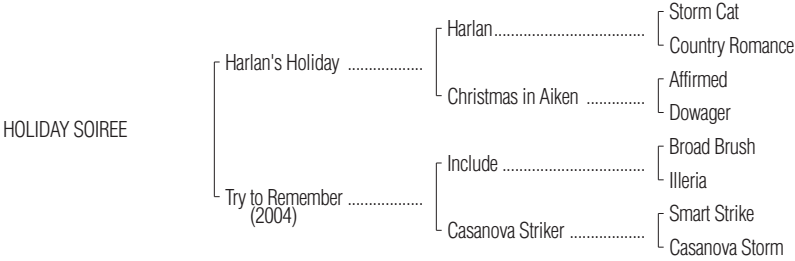 Storm Cat
Harlan........................................
Country Romance
Harlan's Holiday ..................
Affirmed
Christmas in Aiken ..............
Dowager
HOLIDAY SOIREE
Broad Brush
Include ......................................
Illeria
Try to Remember ..................
(2004)
Smart Strike
Casanova Striker ....................
Casanova Storm